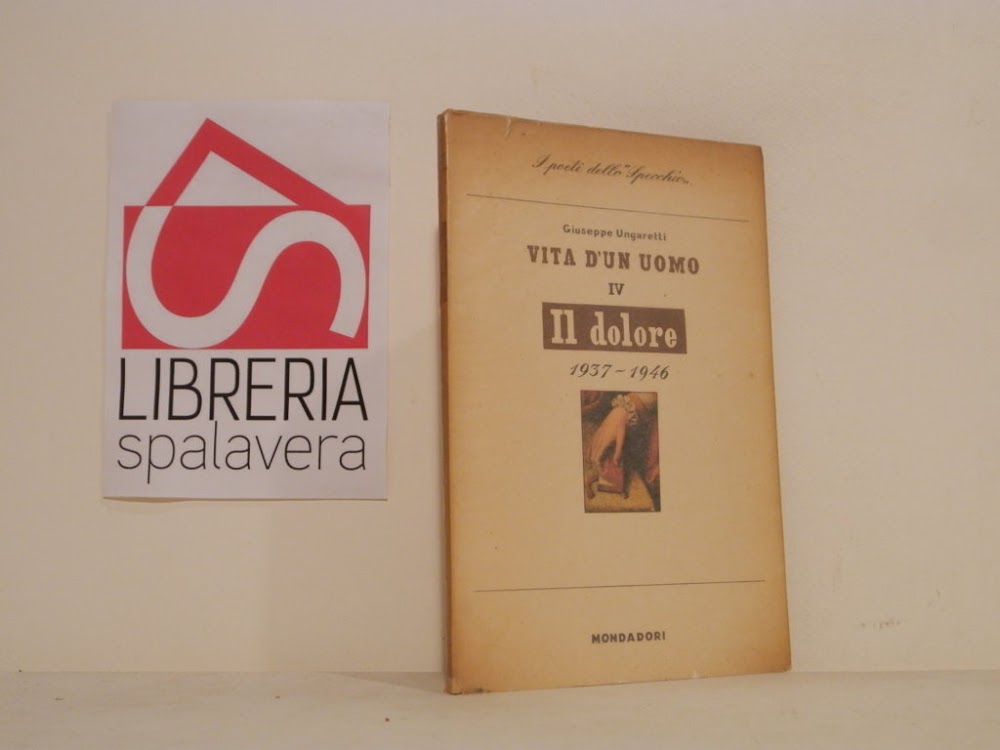 LIBRERIA
spalavera
I poeti dello "Specchio"
Giuseppe Ungaretti
VITA D'UN UOMO
IV
Il dolore
1937-1946
MONDADORI